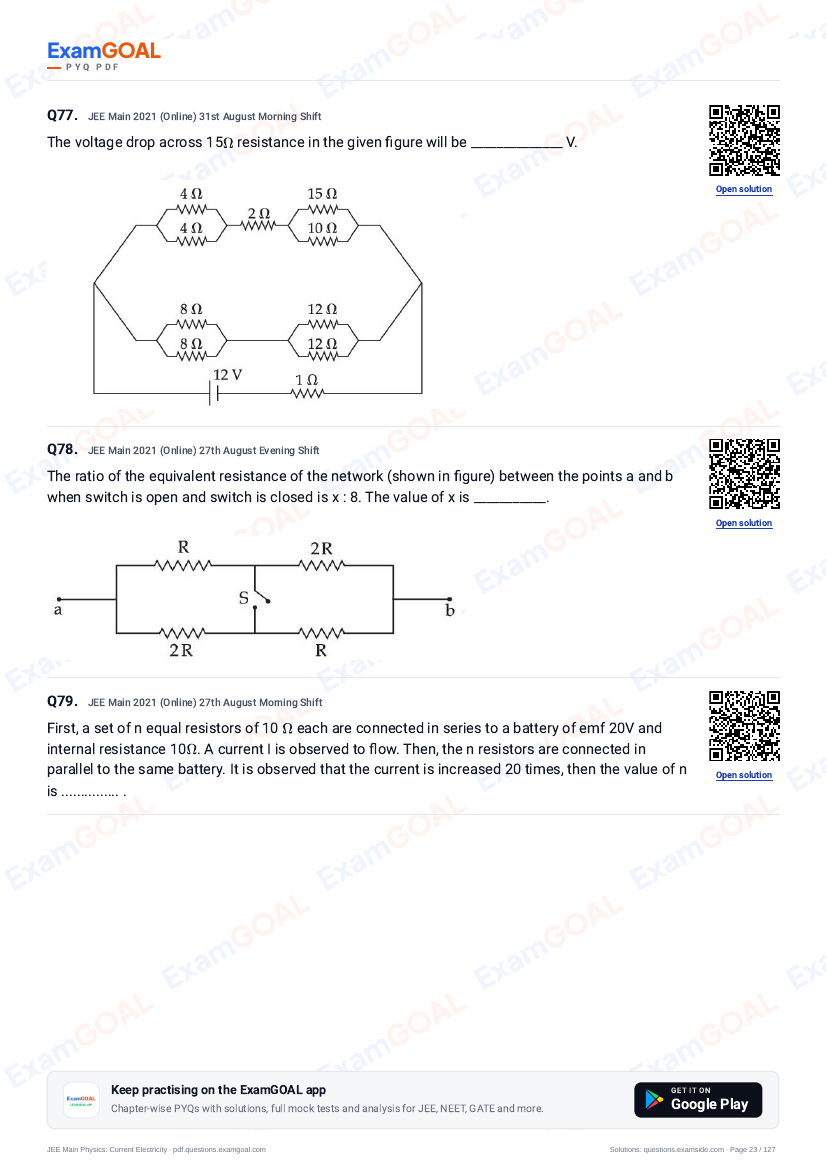 ExamGOAL
PYQ PDF
Q77. JEE Main 2021 (Online) 31st August Morning Shift
The voltage drop across 15Ω resistance in the given figure will be ______________ V.
Open solution
4 Ω
15 Ω
2 Ω
4 Ω
10 Ω
8 Ω
12 Ω
8 Ω
12 Ω
12 V
1 Ω
Q78. JEE Main 2021 (Online) 27th August Evening Shift
The ratio of the equivalent resistance of the network (shown in figure) between the points a and b
when switch is open and switch is closed is x : 8. The value of x is ___________.
Open solution
R
2R
S
a
b
2R
R
Q79. JEE Main 2021 (Online) 27th August Morning Shift
First, a set of n equal resistors of 10 Ω each are connected in series to a battery of emf 20V and
internal resistance 10Ω. A current I is observed to flow. Then, the n resistors are connected in
parallel to the same battery. It is observed that the current is increased 20 times, then the value of n
is ............... .
Open solution
Keep practising on the ExamGOAL app
Chapter-wise PYQs with solutions, full mock tests and analysis for JEE, NEET, GATE and more.
GET IT ON
Google Play
JEE Main Physics: Current Electricity · pdf.questions.examgoal.com
Solutions: questions.examside.com · Page 23 / 127